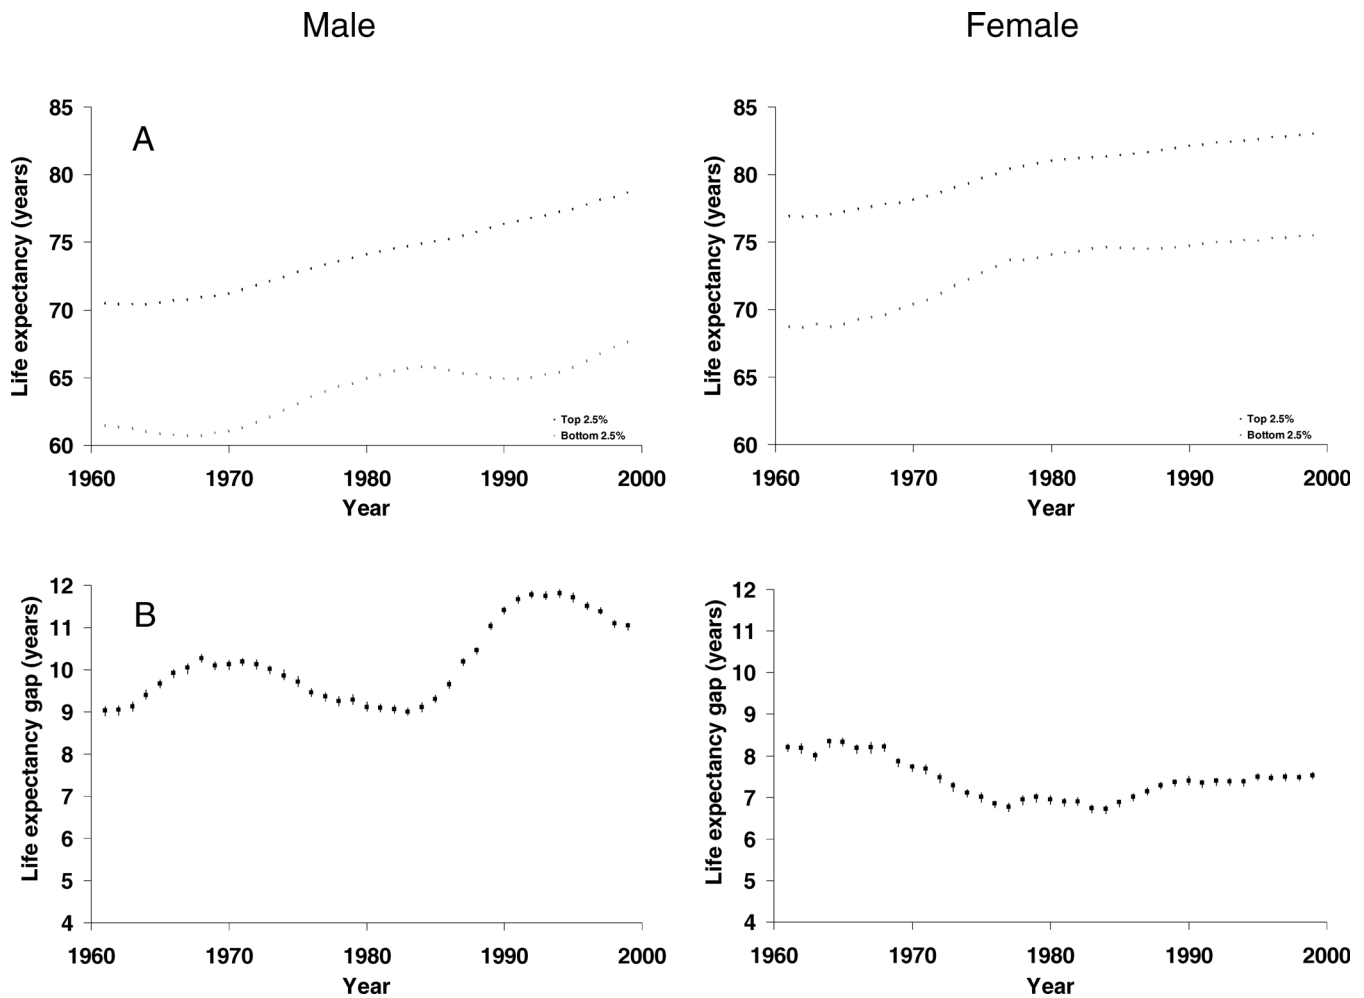 Male
Female
A
Life expectancy (years)
85
80
75
70
65
60
Top 2.5%
Bottom 2.5%
1960 1970 1980 1990 2000
Year
Life expectancy (years)
85
80
75
70
65
60
Top 2.5%
Bottom 2.5%
1960 1970 1980 1990 2000
Year
B
Life expectancy gap (years)
12
11
10
9
8
7
6
5
4
1960 1970 1980 1990 2000
Year
Life expectancy gap (years)
12
11
10
9
8
7
6
5
4
1960 1970 1980 1990 2000
Year